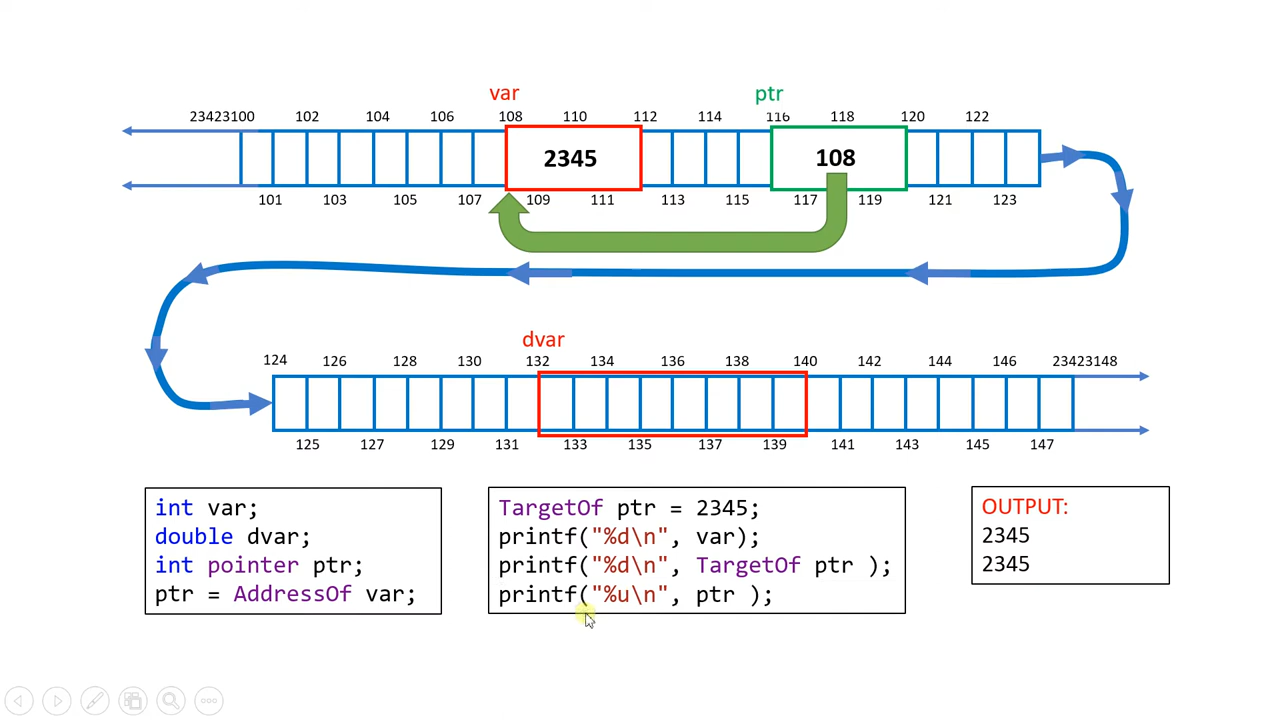 var ptr
23423100 102 104 106 108 110 112 114 116 118 120 122
2345 108
101 103 105 107 109 111 113 115 117 119 121 123
dvar
124 126 128 130 132 134 136 138 140 142 144 146 23423148
125 127 129 131 133 135 137 139 141 143 145 147
int var;
double dvar;
int pointer ptr;
ptr = AddressOf var;
TargetOf ptr = 2345;
printf("%d\n", var);
printf("%d\n", TargetOf ptr );
printf("%u\n", ptr );
OUTPUT:
2345
2345